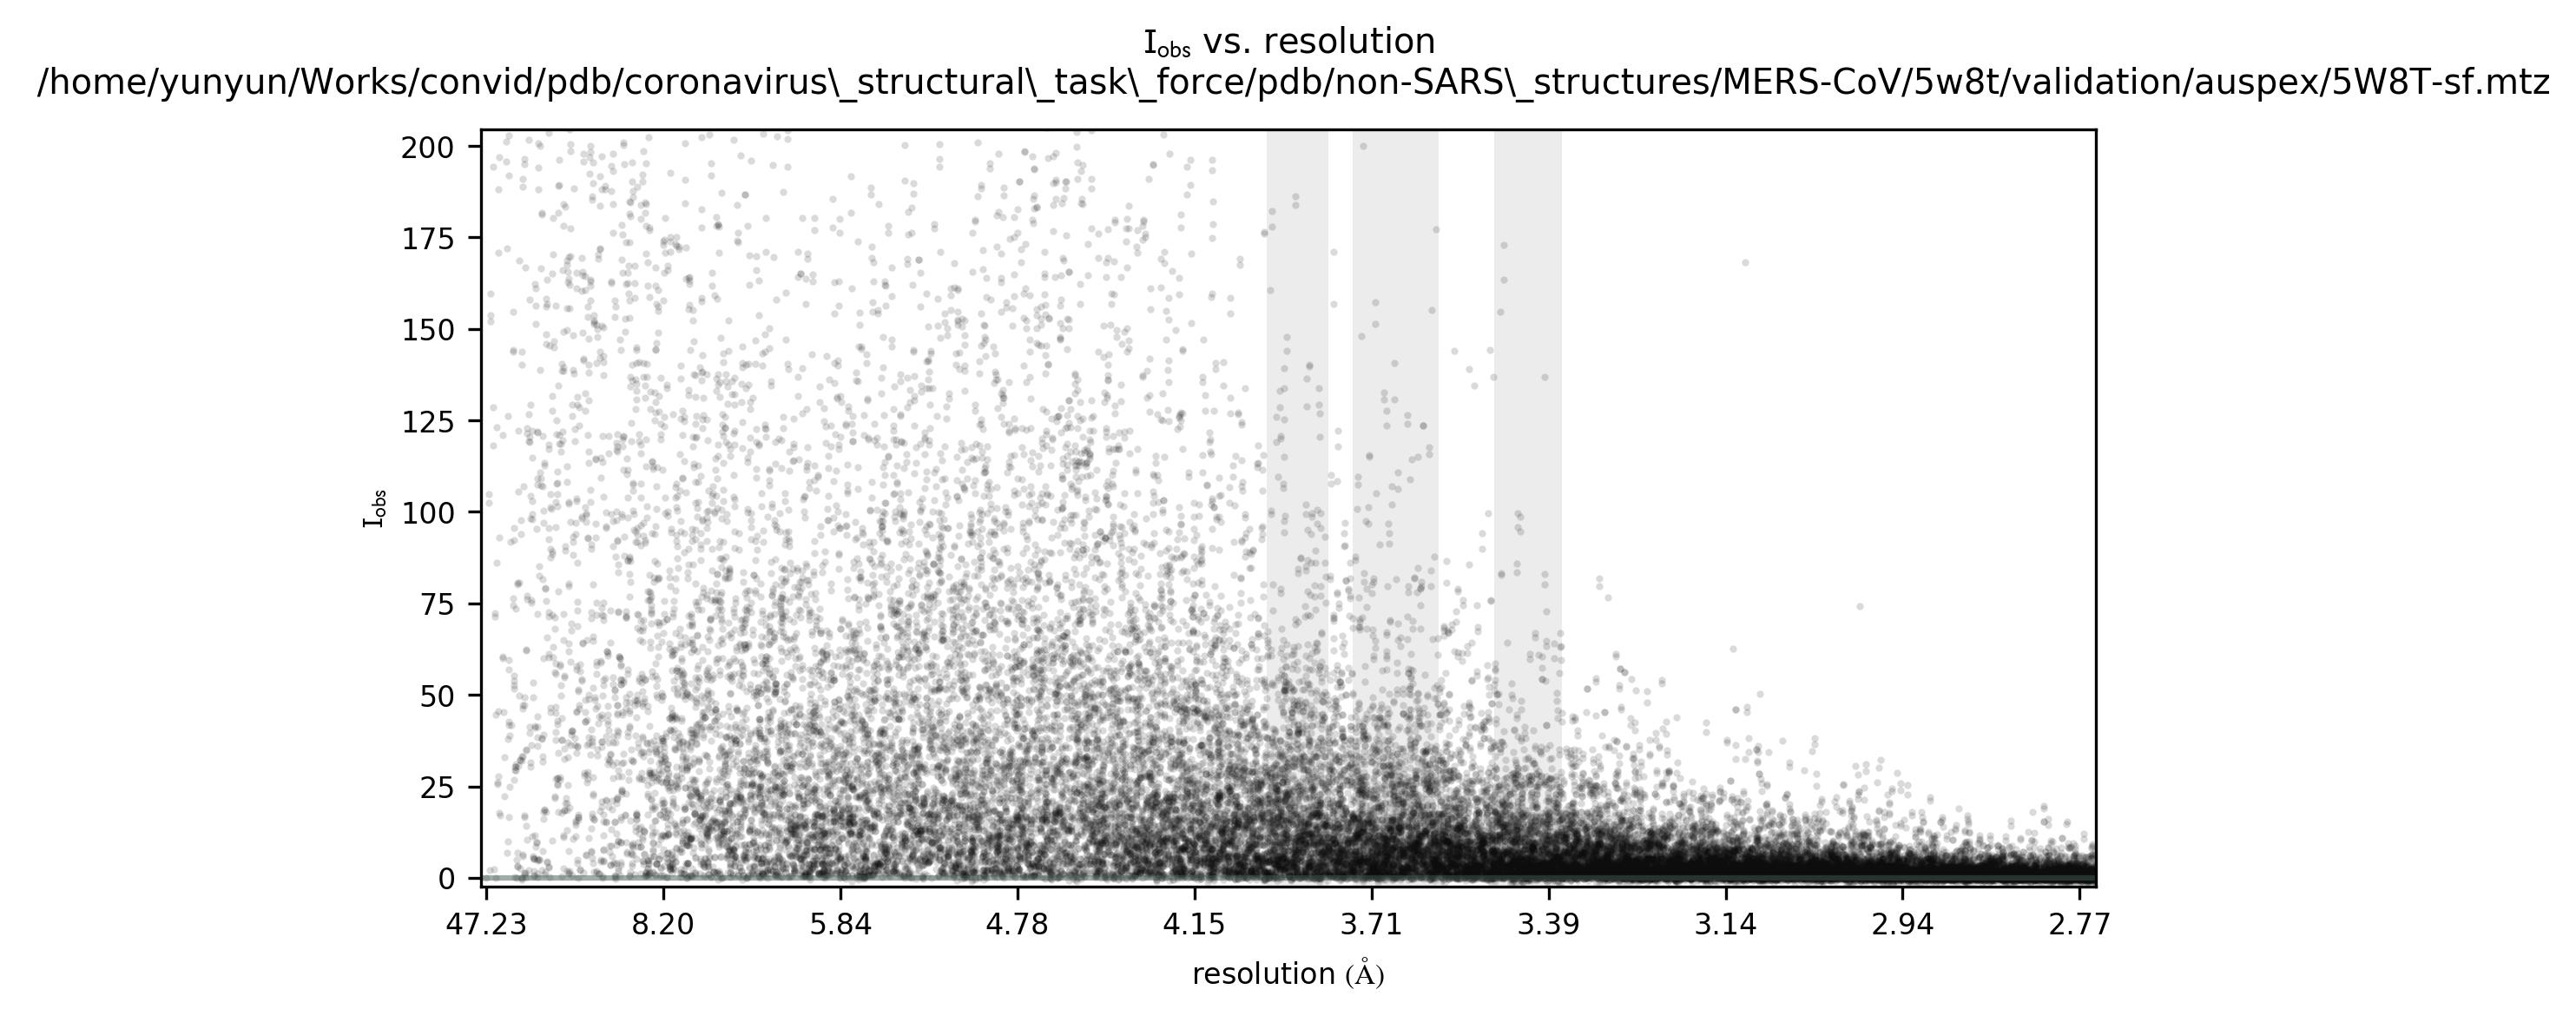 Iobs vs. resolution
/home/yunyun/Works/convid/pdb/coronavirus\_structural\_task\_force/pdb/non-SARS\_structures/MERS-CoV/5w8t/validation/auspex/5W8T-sf.mtz
200
175
150
125
100
75
50
25
0
Iobs
47.23 8.20 5.84 4.78 4.15 3.71 3.39 3.14 2.94 2.77
resolution (Å)